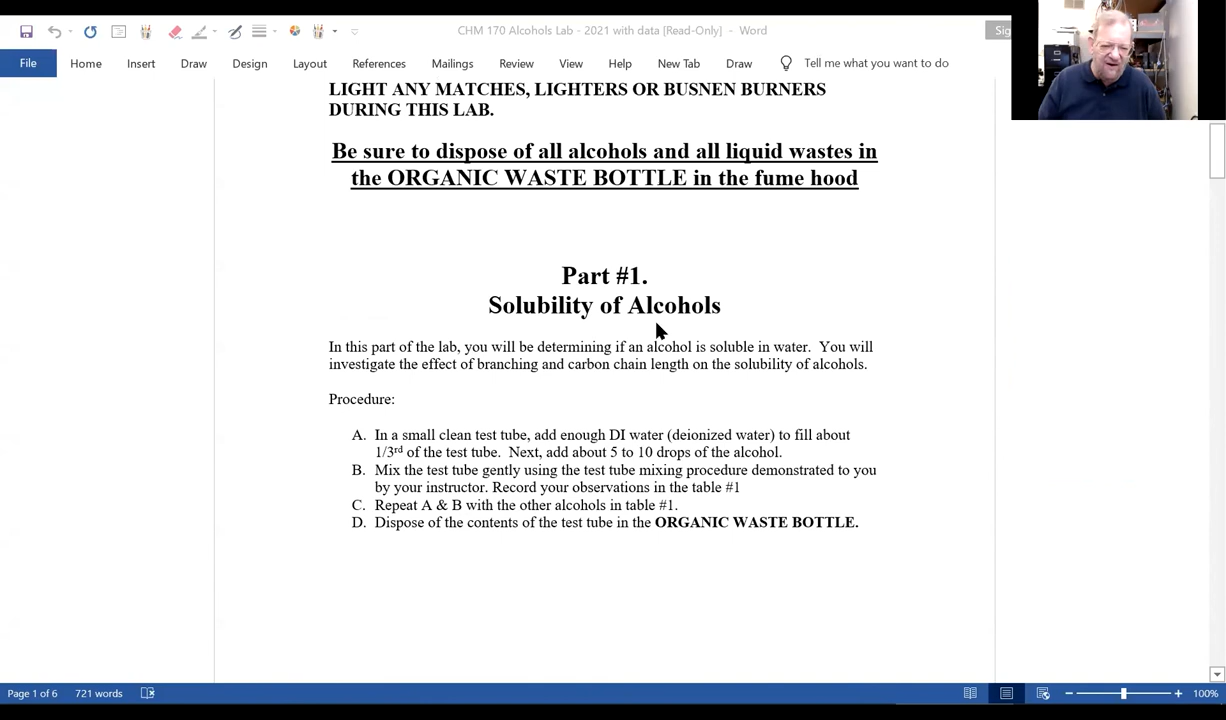 CHM 170 Alcohols Lab - 2021 with data [Read-Only] - Word
Sig
File Home Insert Draw Design Layout References Mailings Review View Help New Tab Draw Tell me what you want to do
LIGHT ANY MATCHES, LIGHTERS OR BUSNEN BURNERS
DURING THIS LAB.
Be sure to dispose of all alcohols and all liquid wastes in
the ORGANIC WASTE BOTTLE in the fume hood
Part #1.
Solubility of Alcohols
In this part of the lab, you will be determining if an alcohol is soluble in water. You will
investigate the effect of branching and carbon chain length on the solubility of alcohols.
Procedure:
A. In a small clean test tube, add enough DI water (deionized water) to fill about
1/3rd of the test tube. Next, add about 5 to 10 drops of the alcohol.
B. Mix the test tube gently using the test tube mixing procedure demonstrated to you
by your instructor. Record your observations in the table #1
C. Repeat A & B with the other alcohols in table #1.
D. Dispose of the contents of the test tube in the ORGANIC WASTE BOTTLE.
Page 1 of 6 721 words 100%